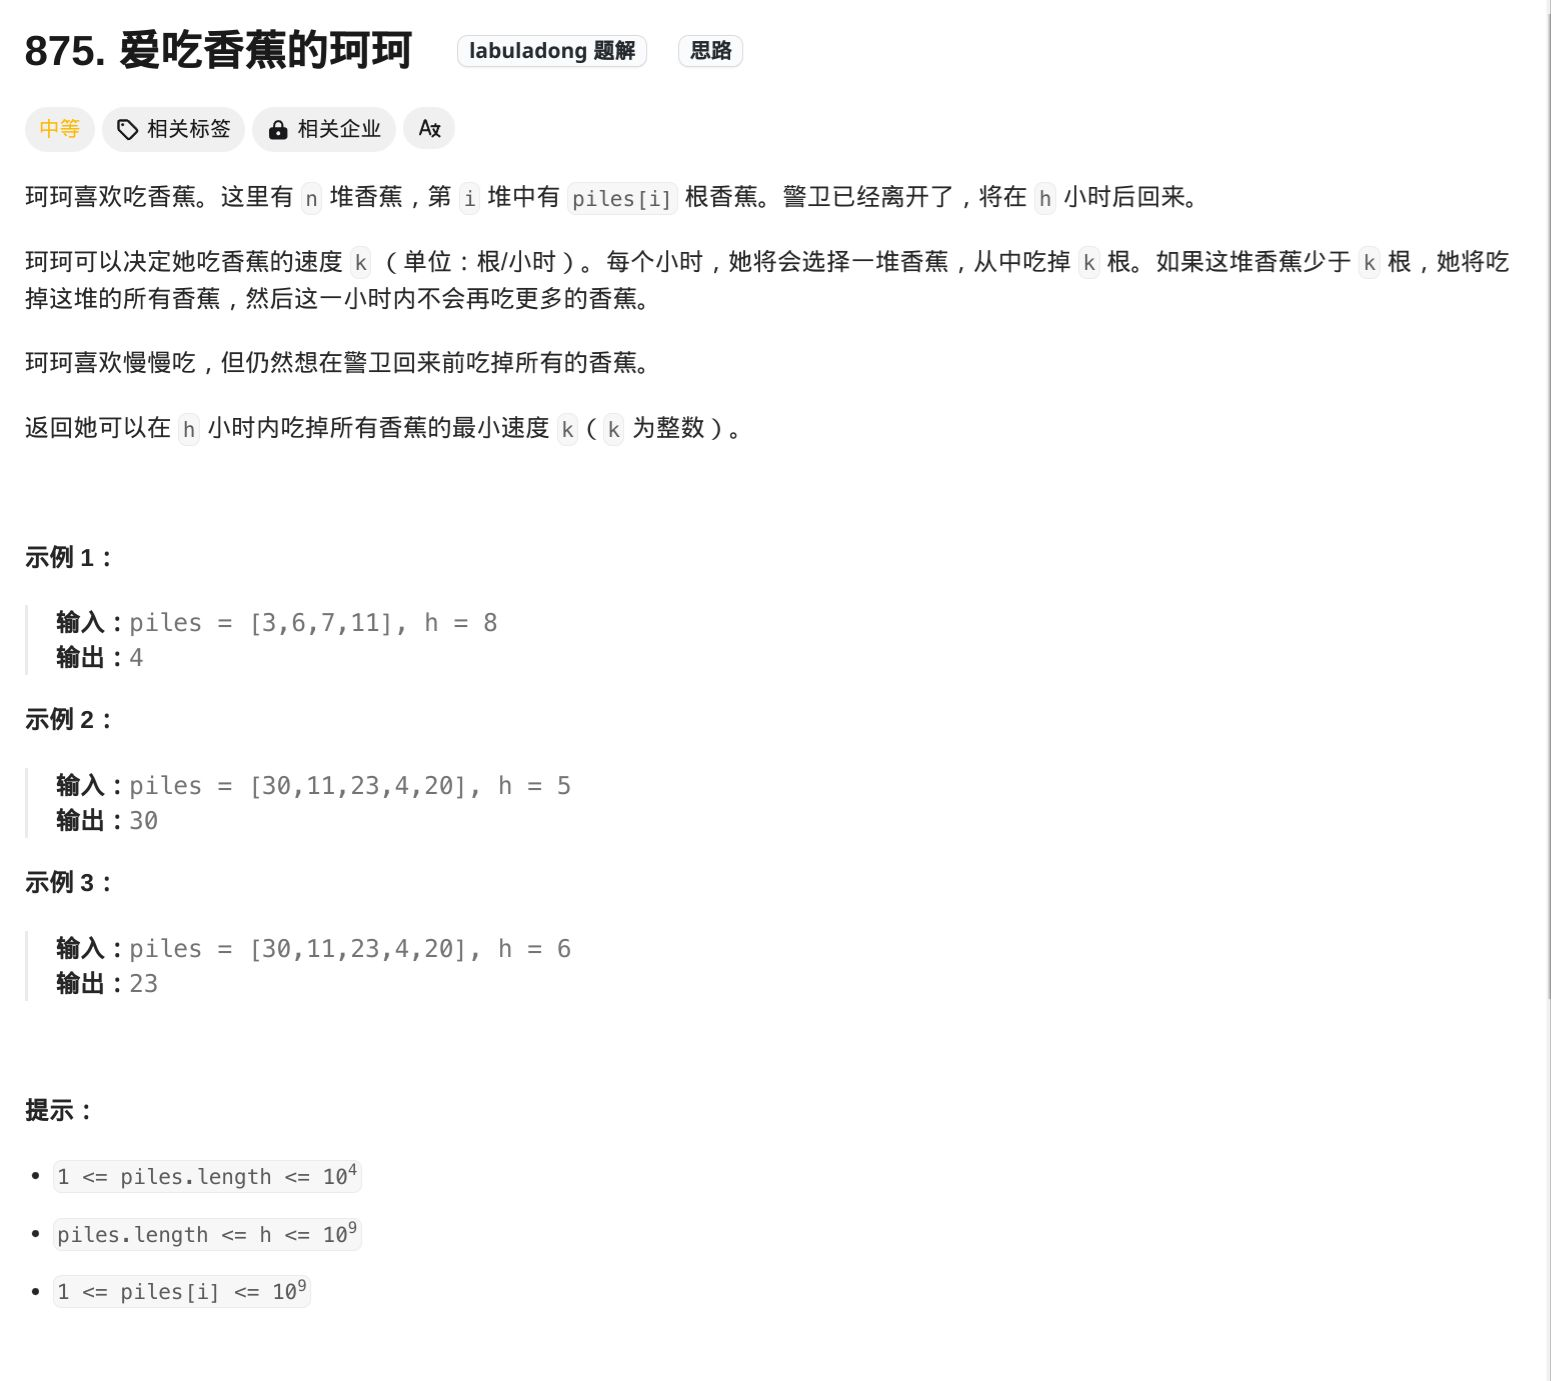 875. 爱吃香蕉的珂珂 labuladong 题解 思路
中等 相关标签 相关企业 A文
珂珂喜欢吃香蕉。这里有 n 堆香蕉，第 i 堆中有 piles[i] 根香蕉。警卫已经离开了，将在 h 小时后回来。
珂珂可以决定她吃香蕉的速度 k （单位：根/小时）。每个小时，她将会选择一堆香蕉，从中吃掉 k 根。如果这堆香蕉少于 k 根，她将吃
掉这堆的所有香蕉，然后这一小时内不会再吃更多的香蕉。
珂珂喜欢慢慢吃，但仍然想在警卫回来前吃掉所有的香蕉。
返回她可以在 h 小时内吃掉所有香蕉的最小速度 k（k 为整数）。
示例 1：
输入：piles = [3,6,7,11], h = 8
输出：4
示例 2：
输入：piles = [30,11,23,4,20], h = 5
输出：30
示例 3：
输入：piles = [30,11,23,4,20], h = 6
输出：23
提示：
• 1 <= piles.length <= 10⁴
• piles.length <= h <= 10⁹
• 1 <= piles[i] <= 10⁹